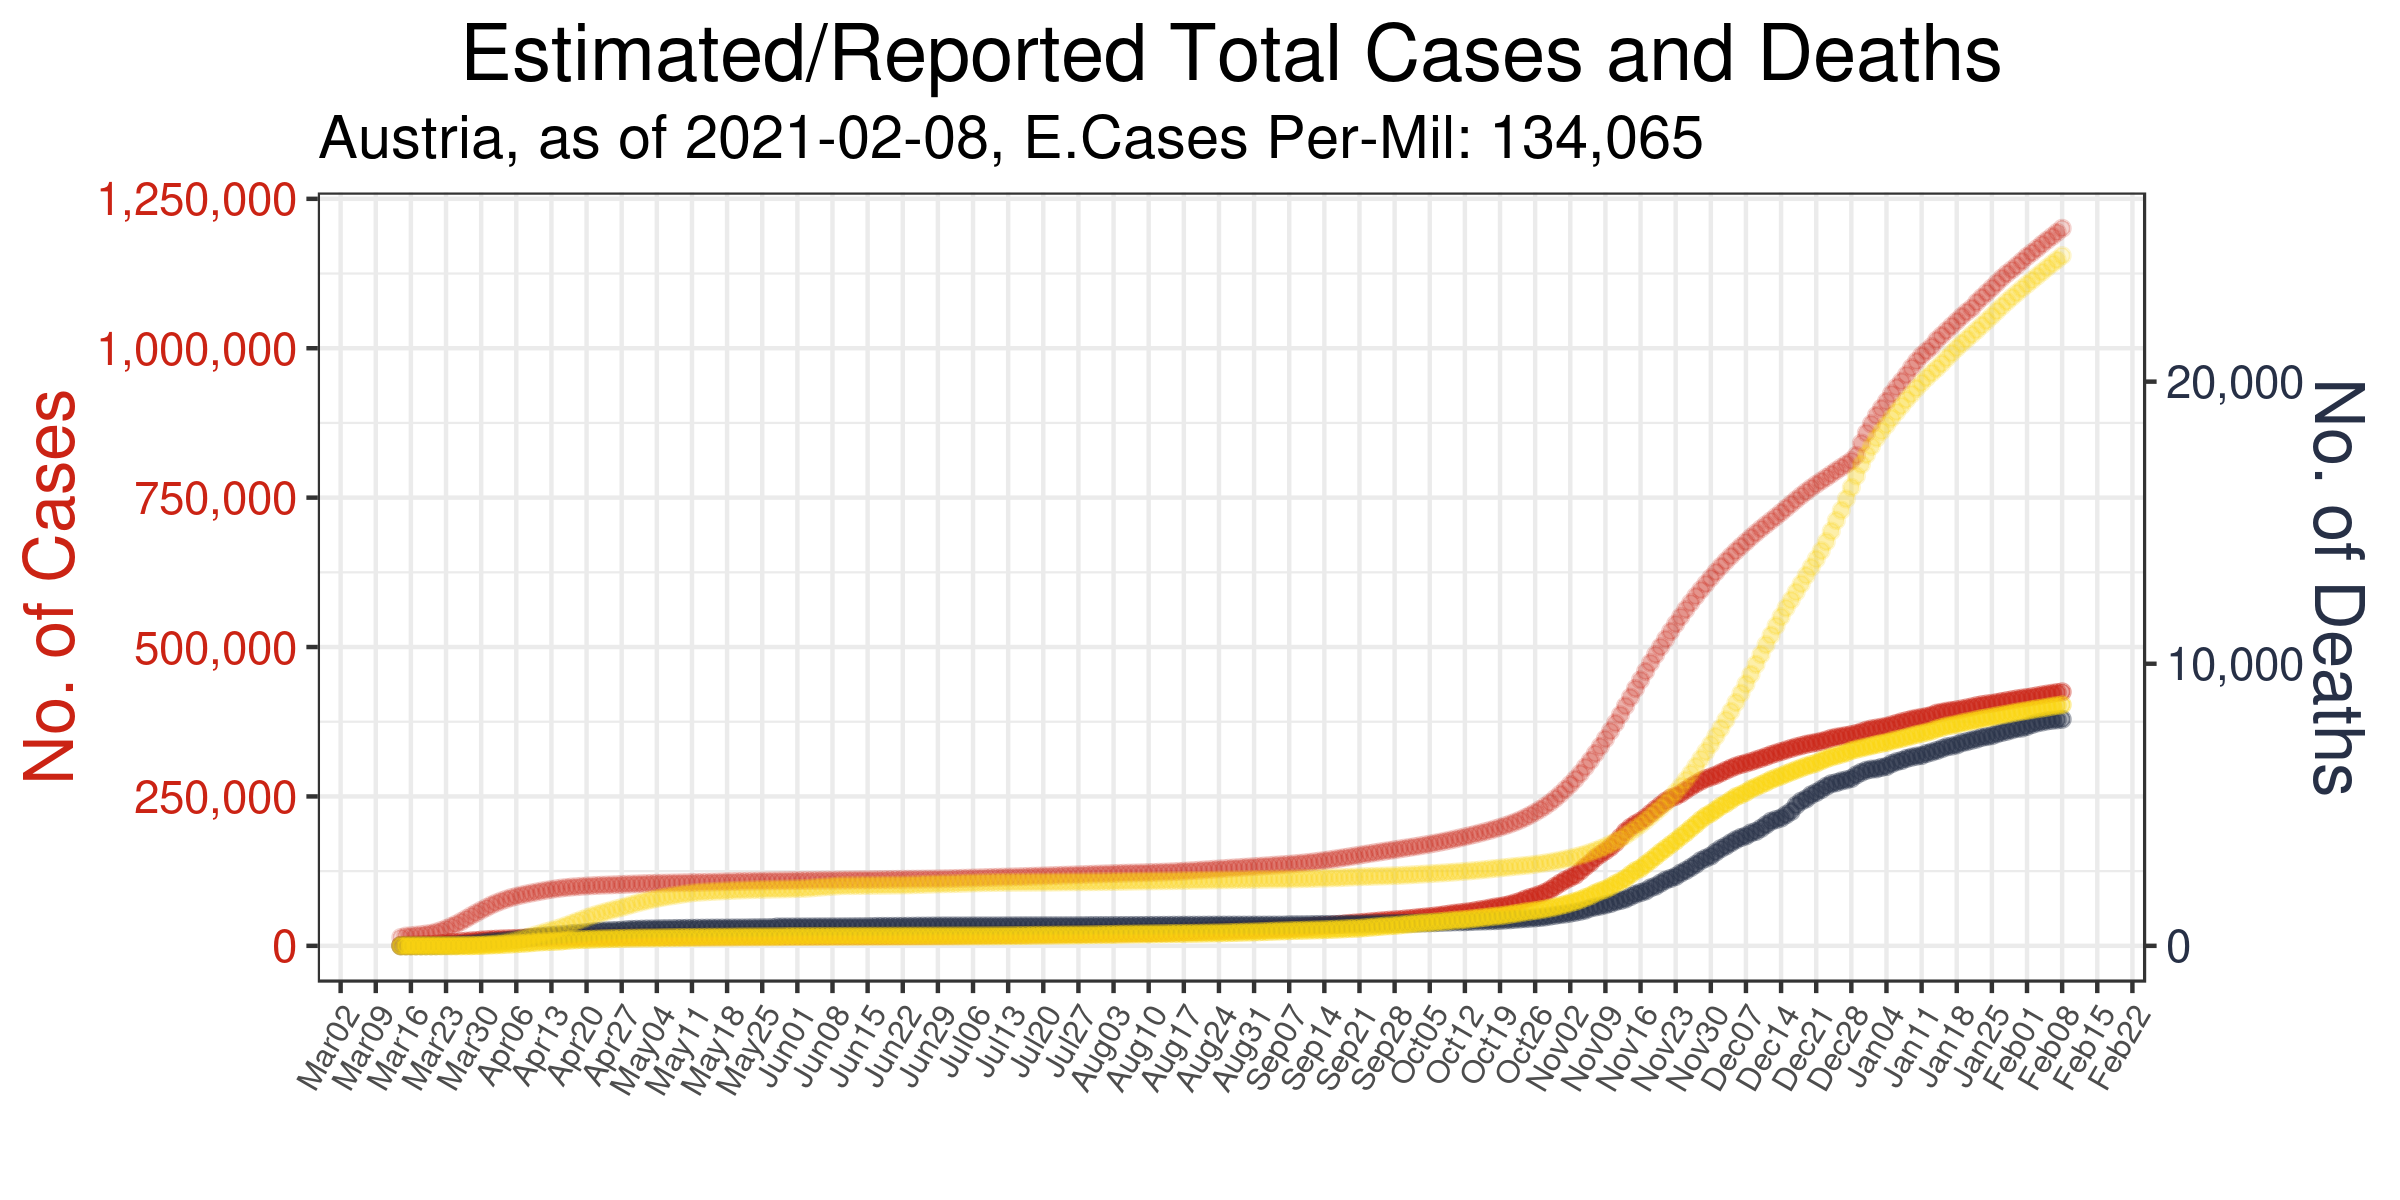 Estimated/Reported Total Cases and Deaths
Austria, as of 2021-02-08, E.Cases Per-Mil: 134,065
No. of Cases
1,250,000
1,000,000
750,000
500,000
250,000
0
20,000
10,000
0
No. of Deaths
Mar02
Mar09
Mar16
Mar23
Mar30
Apr06
Apr13
Apr20
Apr27
May04
May11
May18
May25
Jun01
Jun08
Jun15
Jun22
Jun29
Jul06
Jul13
Jul20
Jul27
Aug03
Aug10
Aug17
Aug24
Aug31
Sep07
Sep14
Sep21
Sep28
Oct05
Oct12
Oct19
Oct26
Nov02
Nov09
Nov16
Nov23
Nov30
Dec07
Dec14
Dec21
Dec28
Jan04
Jan11
Jan18
Jan25
Feb01
Feb08
Feb15
Feb22